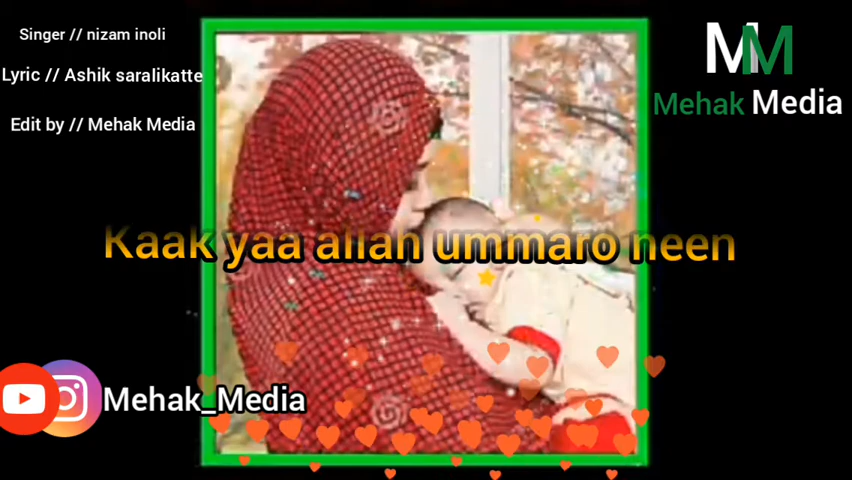 Singer // nizam inoli
Lyric // Ashik saralikatte
Edit by // Mehak Media
MM
Mehak Media
Kaak yaa allah ummaro neen
Mehak_Media